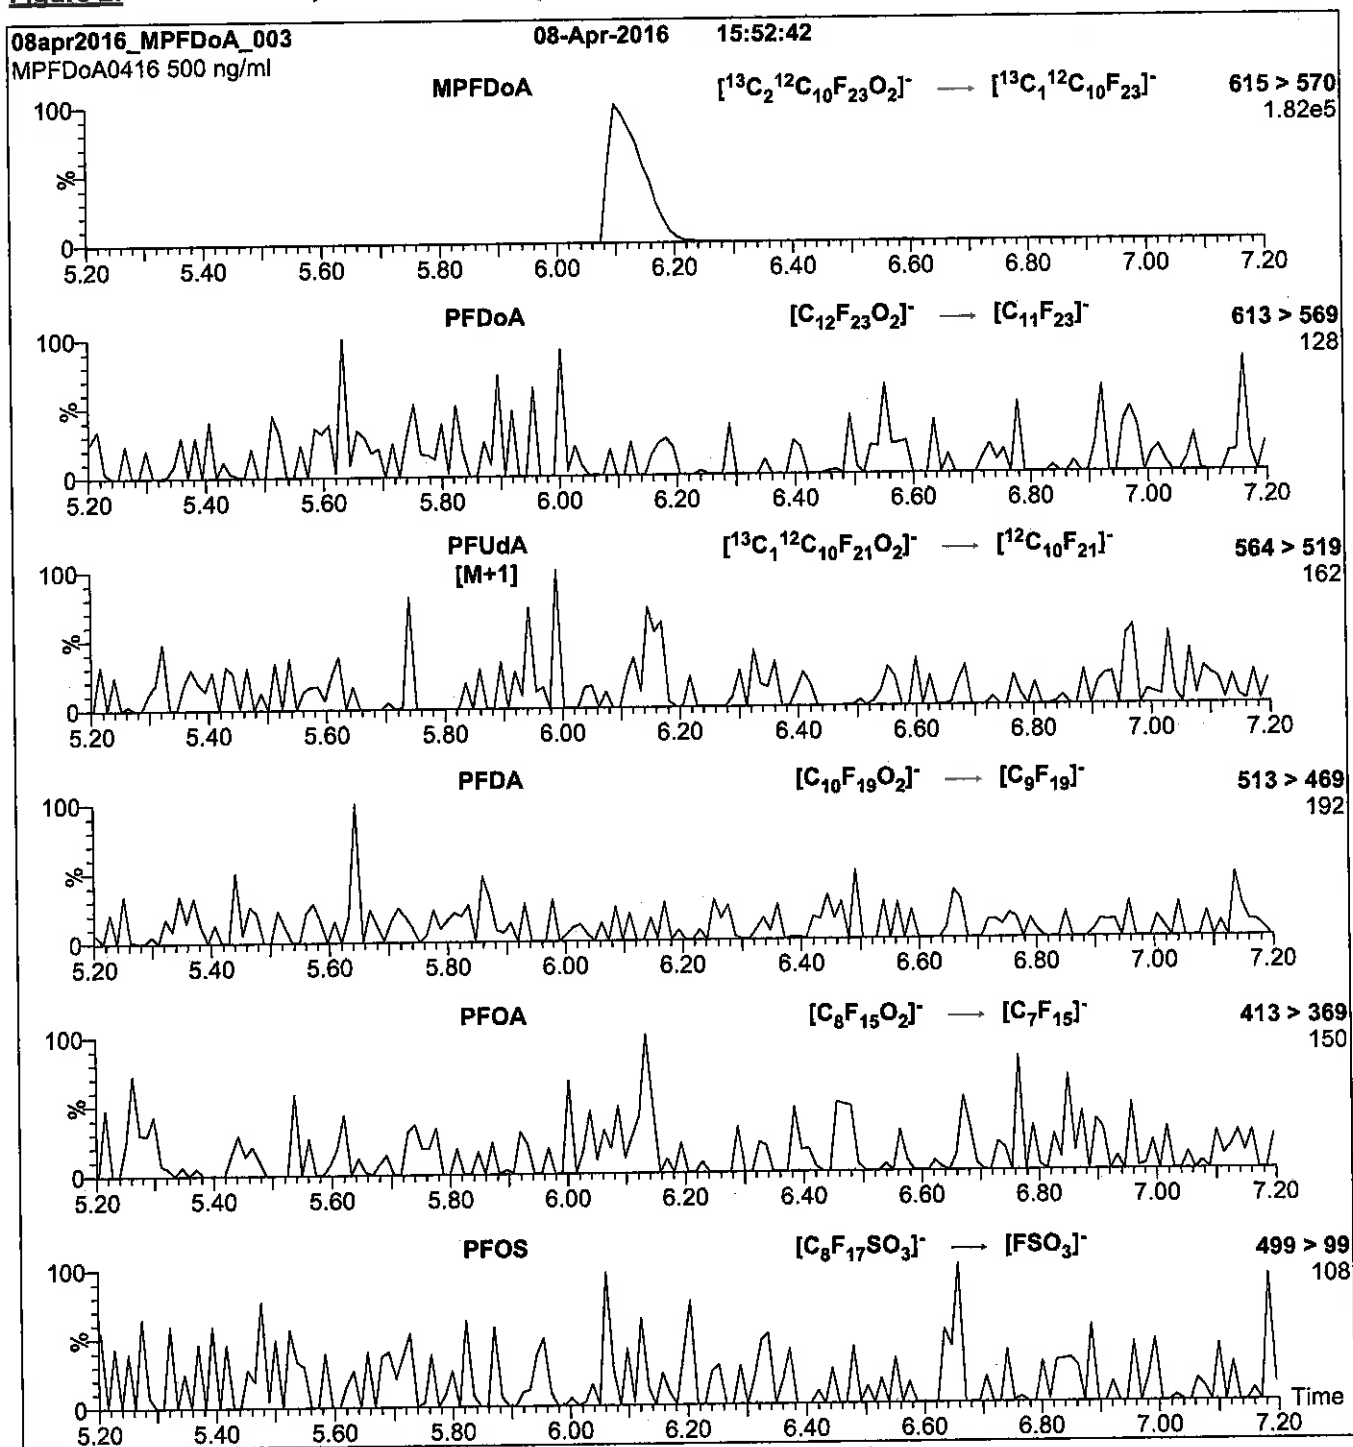 Figure 2:
08apr2016_MPFDoA_003 08-Apr-2016 15:52:42
MPFDoA0416 500 ng/ml
MPFDoA [¹³C₂¹²C₁₀F₂₃O₂]⁻ → [¹³C₁¹²C₁₀F₂₃]⁻ 615 > 570
1.82e5
100
%
0
5.20 5.40 5.60 5.80 6.00 6.20 6.40 6.60 6.80 7.00 7.20
PFDoA [C₁₂F₂₃O₂]⁻ → [C₁₁F₂₃]⁻ 613 > 569
128
100
%
0
5.20 5.40 5.60 5.80 6.00 6.20 6.40 6.60 6.80 7.00 7.20
PFUdA [¹³C₁¹²C₁₀F₂₁O₂]⁻ → [¹²C₁₀F₂₁]⁻ 564 > 519
[M+1] 162
100
%
0
5.20 5.40 5.60 5.80 6.00 6.20 6.40 6.60 6.80 7.00 7.20
PFDA [C₁₀F₁₉O₂]⁻ → [C₉F₁₉]⁻ 513 > 469
192
100
%
0
5.20 5.40 5.60 5.80 6.00 6.20 6.40 6.60 6.80 7.00 7.20
PFOA [C₈F₁₅O₂]⁻ → [C₇F₁₅]⁻ 413 > 369
150
100
%
0
5.20 5.40 5.60 5.80 6.00 6.20 6.40 6.60 6.80 7.00 7.20
PFOS [C₈F₁₇SO₃]⁻ → [FSO₃]⁻ 499 > 99
108
100
%
0
Time
5.20 5.40 5.60 5.80 6.00 6.20 6.40 6.60 6.80 7.00 7.20